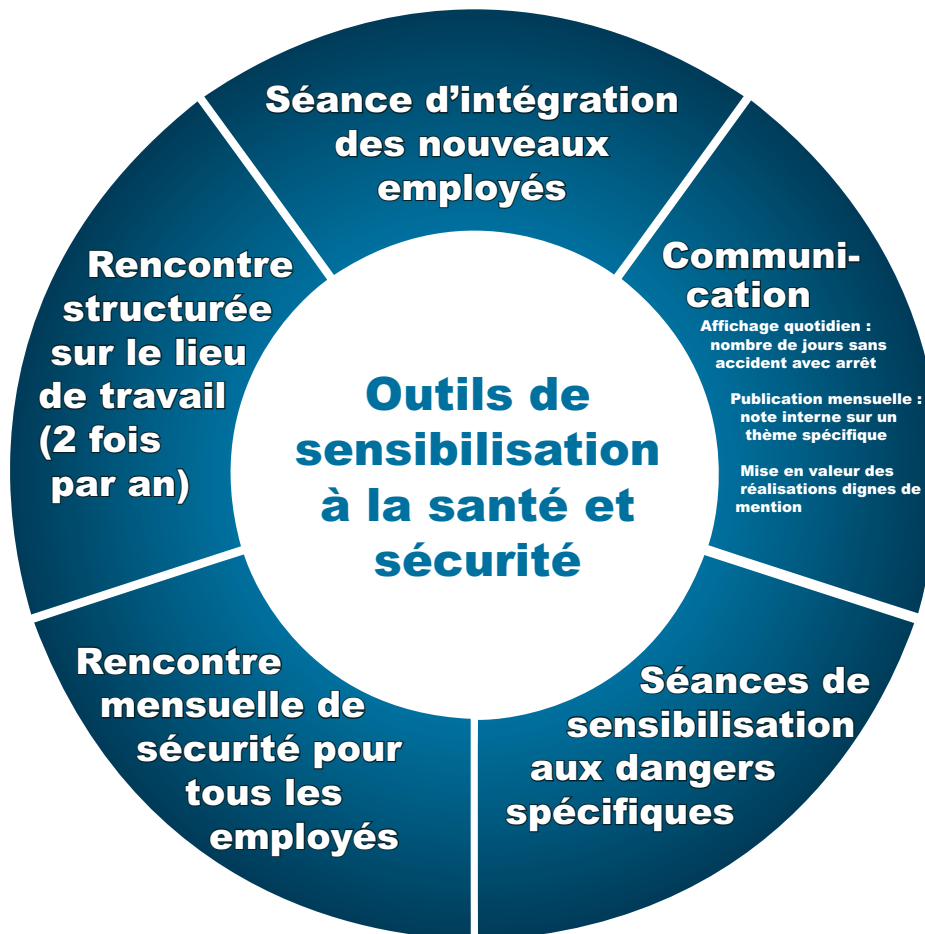 Séance d’intégration
des nouveaux
employés
Communi-
cation
Affichage quotidien :
nombre de jours sans
accident avec arrêt
Publication mensuelle :
note interne sur un
thème spécifique
Mise en valeur des
réalisations dignes de
mention
Séances de
sensibilisation
aux dangers
spécifiques
Rencontre
mensuelle de
sécurité pour
tous les
employés
Rencontre
structurée
sur le lieu
de travail
(2 fois
par an)
Outils de
sensibilisation
à la santé et
sécurité